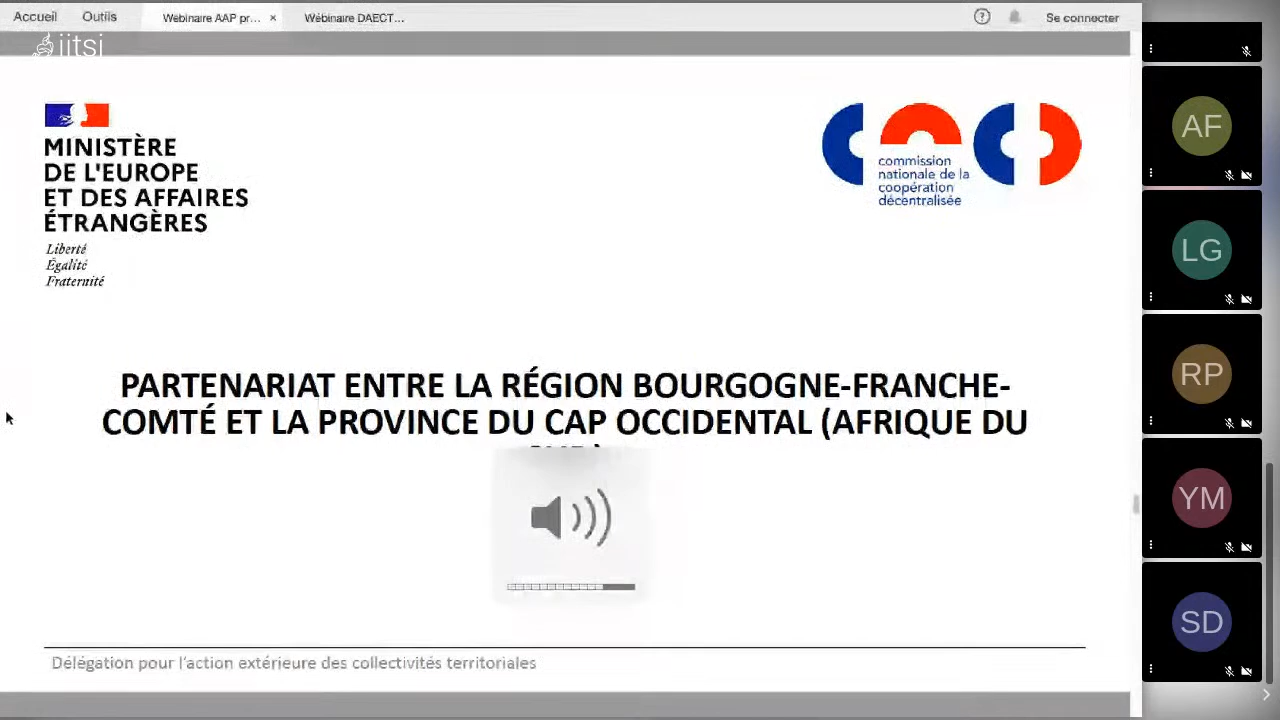 Accueil
Outils
Webinaire AAP pr... ×
Webinaire DAECT...
?
Se connecter
jitsi
MINISTÈRE
DE L'EUROPE
ET DES AFFAIRES
ÉTRANGÈRES
Liberté
Égalité
Fraternité
commission
nationale de la
coopération
décentralisée
PARTENARIAT ENTRE LA RÉGION BOURGOGNE-FRANCHE-
COMTÉ ET LA PROVINCE DU CAP OCCIDENTAL (AFRIQUE DU
Délégation pour l'action extérieure des collectivités territoriales
AF
LG
RP
YM
SD